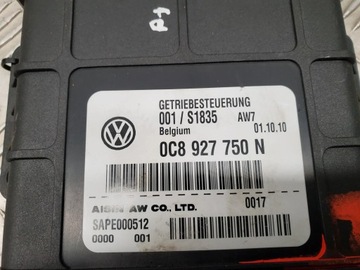 P4
GETRIEBESTEUERUNG
001 / S1835 AW7
Belgium 01.10.10
0C8 927 750 N
AISIN AW CO., LTD. 0017
SAPE000512
0000 001